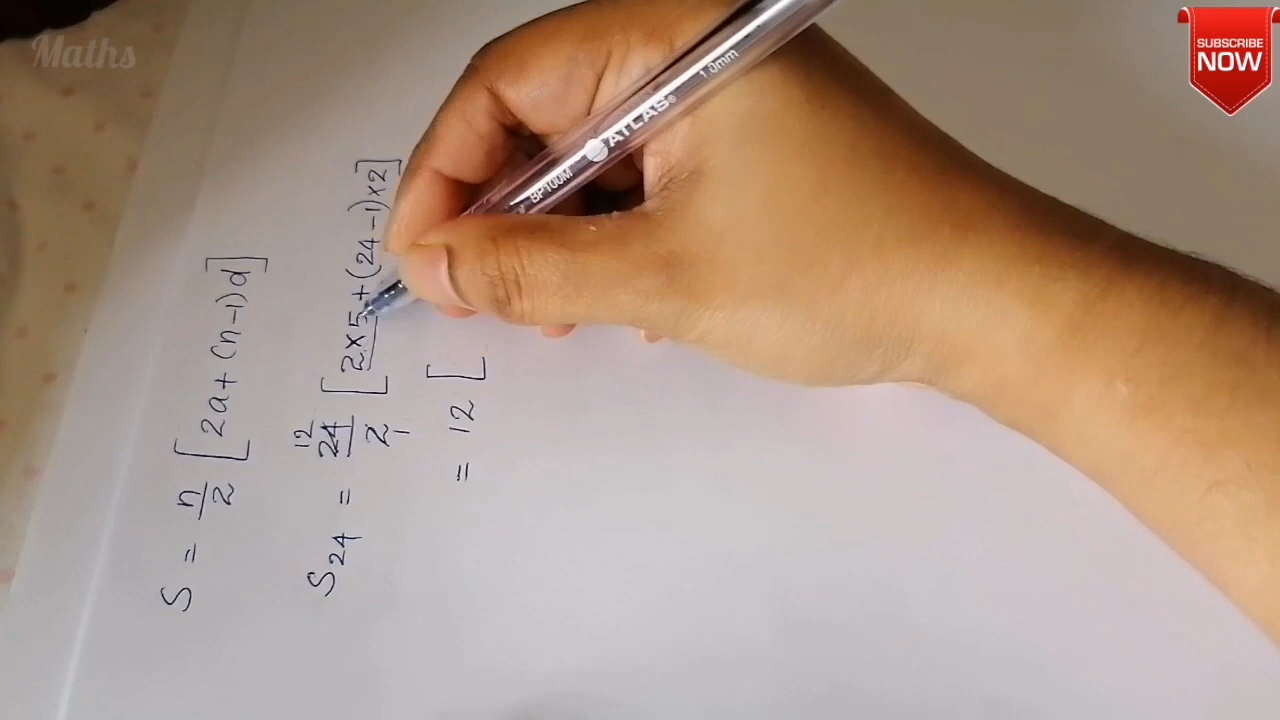 Maths
SUBSCRIBE
NOW
ATLAS® 1.0mm
BP100M
S = n/2 [2a+(n-1)d]
S24 = 24/2 [2×5+(24-1)×2]
12
1
= 12 [